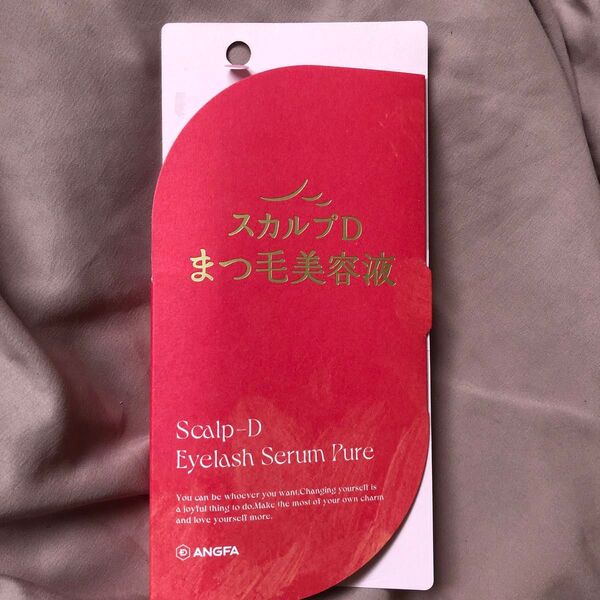 スカルプD
まつ毛美容液
Scalp-D
Eyelash Serum Pure
You can be whoever you want.Changing yourself is
a joyful thing to do.Make the most of your own charm
and love yourself more.
ANGFA